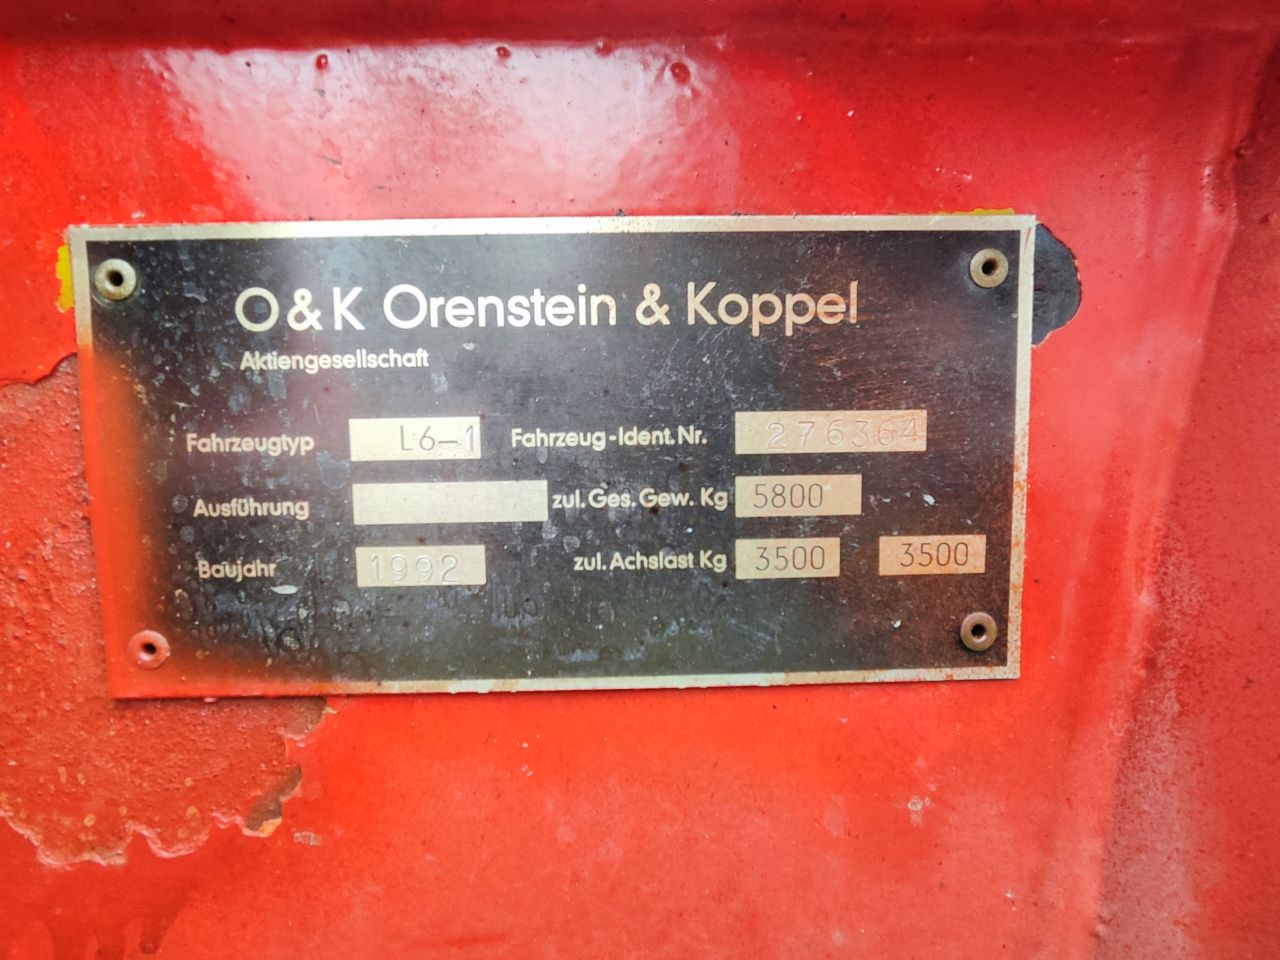 O & K Orenstein & Koppel
Aktiengesellschaft
Fahrzeugtyp L6-1 Fahrzeug-Ident. Nr. 276364
Ausführung zul. Ges. Gew. Kg 5800
Baujahr 1992 zul. Achslast Kg 3500 3500